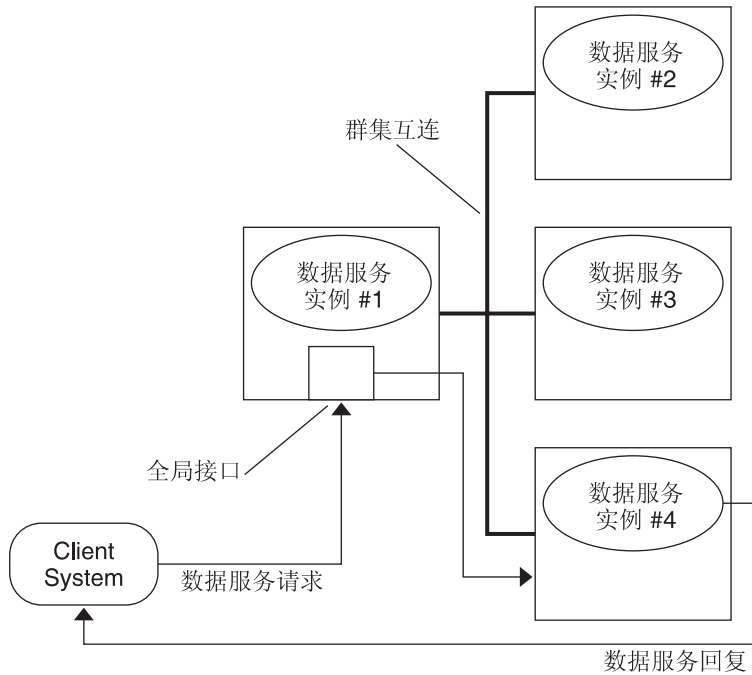 数据服务
实例 #2
群集互连
数据服务
实例 #1
数据服务
实例 #3
全局接口
数据服务
实例 #4
Client
System
数据服务请求
数据服务回复